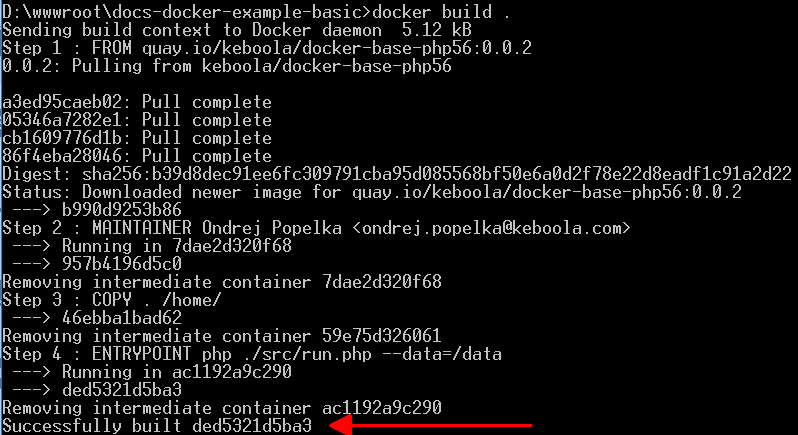 D:\wwwroot\docs-docker-example-basic>docker build .
Sending build context to Docker daemon  5.12 kB
Step 1 : FROM quay.io/keboola/docker-base-php56:0.0.2
0.0.2: Pulling from keboola/docker-base-php56
a3ed95caeb02: Pull complete
05346a7282e1: Pull complete
cb1609776d1b: Pull complete
86f4eba28046: Pull complete
Digest: sha256:b39d8dec91ee6fc309791cba95d085568bf50e6a0d2f78e22d8eadf1c91a2d22
Status: Downloaded newer image for quay.io/keboola/docker-base-php56:0.0.2
 ---> b990d9253b86
Step 2 : MAINTAINER Ondrej Popelka <ondrej.popelka@keboola.com>
 ---> Running in 7dae2d320f68
 ---> 957b4196d5c0
Removing intermediate container 7dae2d320f68
Step 3 : COPY . /home/
 ---> 46ebba1bad62
Removing intermediate container 59e75d326061
Step 4 : ENTRYPOINT php ./src/run.php --data=/data
 ---> Running in ac1192a9c290
 ---> ded5321d5ba3
Removing intermediate container ac1192a9c290
Successfully built ded5321d5ba3